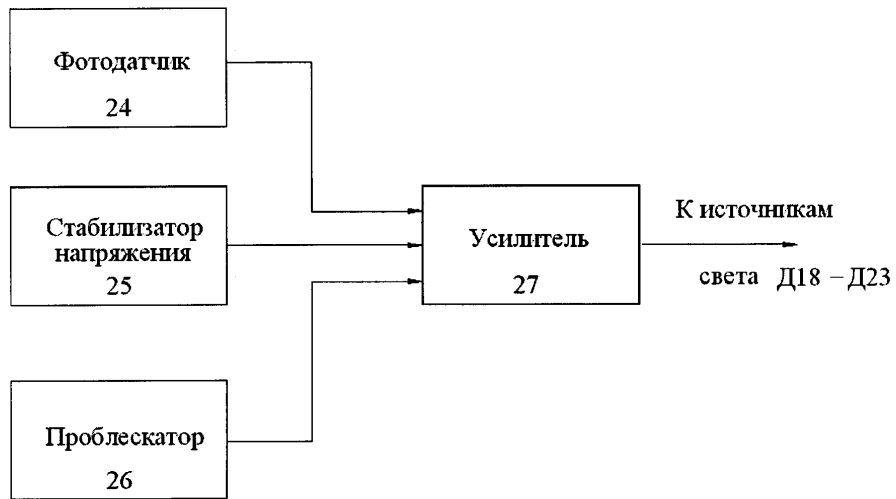 Фотодатчик
24
Стабилизатор
напряжения
25
Проблескатор
26
Усилитель
27
К источникам
света Д18 – Д23